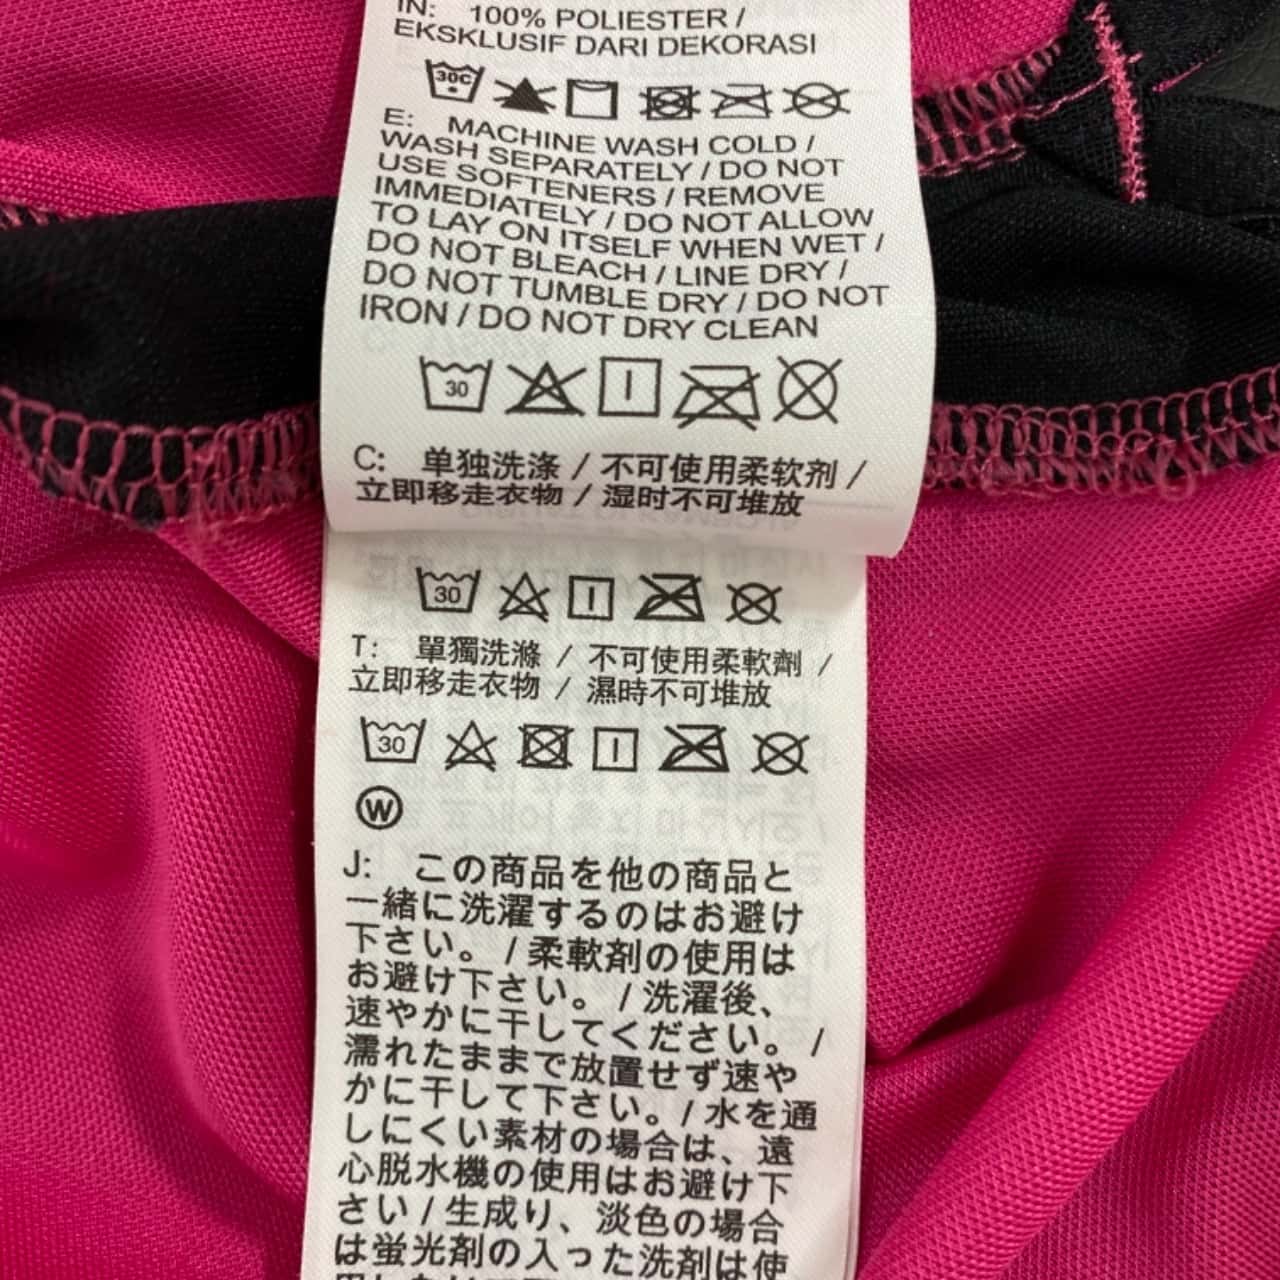 IN: 100% POLIESTER /
EKSKLUSIF DARI DEKORASI
30C
E: MACHINE WASH COLD /
WASH SEPARATELY / DO NOT
USE SOFTENERS / REMOVE
IMMEDIATELY / DO NOT ALLOW
TO LAY ON ITSELF WHEN WET /
DO NOT BLEACH / LINE DRY /
DO NOT TUMBLE DRY / DO NOT
IRON / DO NOT DRY CLEAN
30
C: 单独洗涤 / 不可使用柔软剂 /
立即移走衣物 / 湿时不可堆放
30
T: 單獨洗滌 / 不可使用柔軟劑 /
立即移走衣物 / 濕時不可堆放
30
W
J: この商品を他の商品と
一緒に洗濯するのはお避け
下さい。 / 柔軟剤の使用は
お避け下さい。 / 洗濯後、
速やかに干してください。 /
濡れたままで放置せず速や
かに干して下さい。 / 水を通
しにくい素材の場合は、遠
心脱水機の使用はお避け下
さい / 生成り、淡色の場合
は蛍光剤の入った洗剤は使